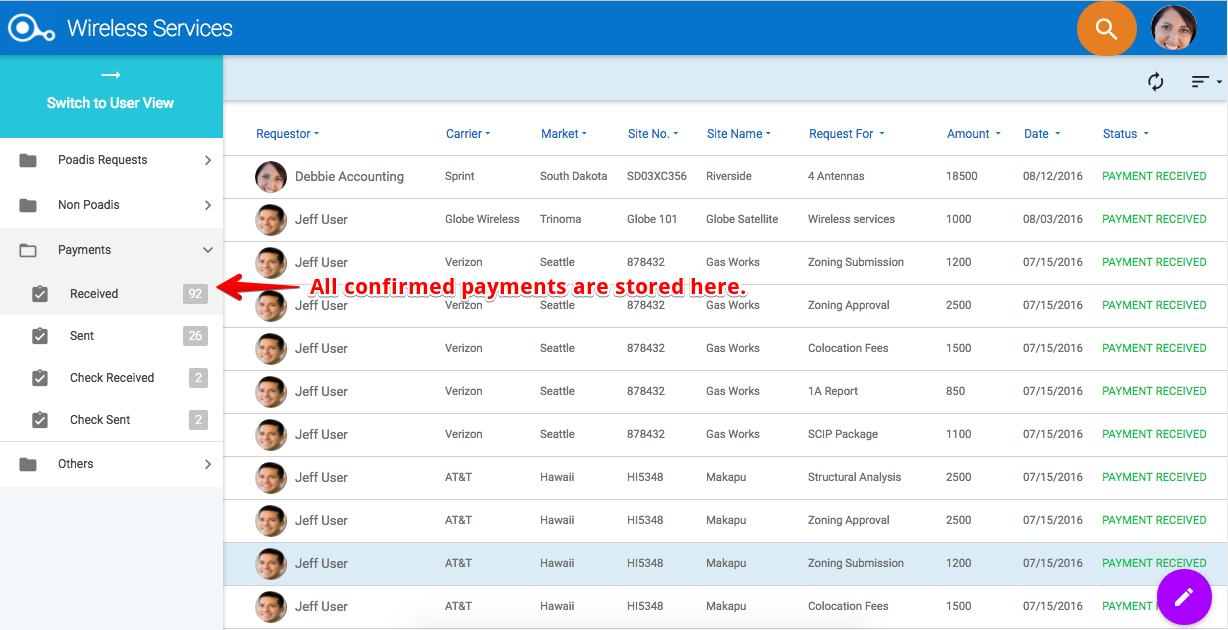 Wireless Services
Switch to User View
Poadis Requests
Non Poadis
Payments
Received 92
Sent 26
Check Received 2
Check Sent 2
Others
All confirmed payments are stored here.
Requestor Carrier Market Site No. Site Name Request For Amount Date Status
Debbie Accounting Sprint South Dakota SD03XC356 Riverside 4 Antennas 18500 08/12/2016 PAYMENT RECEIVED
Jeff User Globe Wireless Trinoma Globe 101 Globe Satellite Wireless services 1000 08/03/2016 PAYMENT RECEIVED
Jeff User Verizon Seattle 878432 Gas Works Zoning Submission 1200 07/15/2016 PAYMENT RECEIVED
Jeff User Verizon Seattle 878432 Gas Works Zoning Approval 2500 07/15/2016 PAYMENT RECEIVED
Jeff User Verizon Seattle 878432 Gas Works Colocation Fees 1500 07/15/2016 PAYMENT RECEIVED
Jeff User Verizon Seattle 878432 Gas Works 1A Report 850 07/15/2016 PAYMENT RECEIVED
Jeff User Verizon Seattle 878432 Gas Works SCIP Package 1100 07/15/2016 PAYMENT RECEIVED
Jeff User AT&T Hawaii HI5348 Makapu Structural Analysis 2500 07/15/2016 PAYMENT RECEIVED
Jeff User AT&T Hawaii HI5348 Makapu Zoning Approval 2500 07/15/2016 PAYMENT RECEIVED
Jeff User AT&T Hawaii HI5348 Makapu Zoning Submission 1200 07/15/2016 PAYMENT RECEIVED
Jeff User AT&T Hawaii HI5348 Makapu Colocation Fees 1500 07/15/2016 PAYMENT